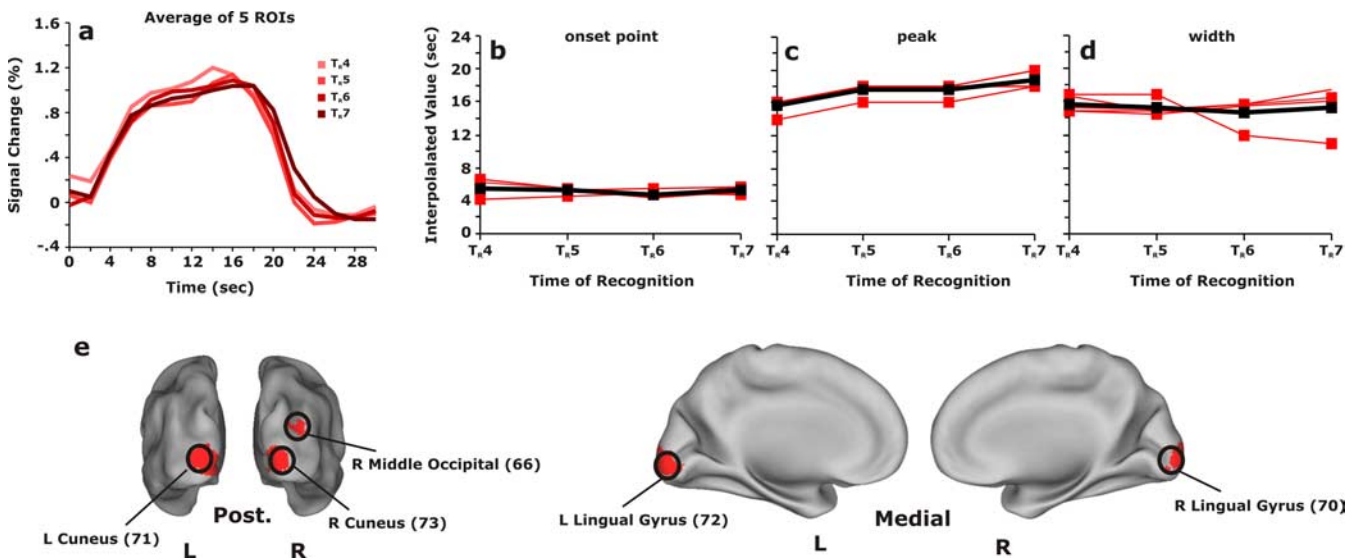 Average of 5 ROIs
a
Signal Change (%)
1.6
1.2
.8
.4
0
-.4
TR4
TR5
TR6
TR7
0 4 8 12 16 20 24 28
Time (sec)
b
onset point
Interpolalated Value (sec)
24
20
16
12
8
4
0
TR4 TR5 TR6 TR7
Time of Recognition
c
peak
TR4 TR5 TR6 TR7
Time of Recognition
d
width
TR4 TR5 TR6 TR7
Time of Recognition
e
R Middle Occipital (66)
L Cuneus (71)
Post.
R Cuneus (73)
L R
L Lingual Gyrus (72)
Medial
R Lingual Gyrus (70)
L R